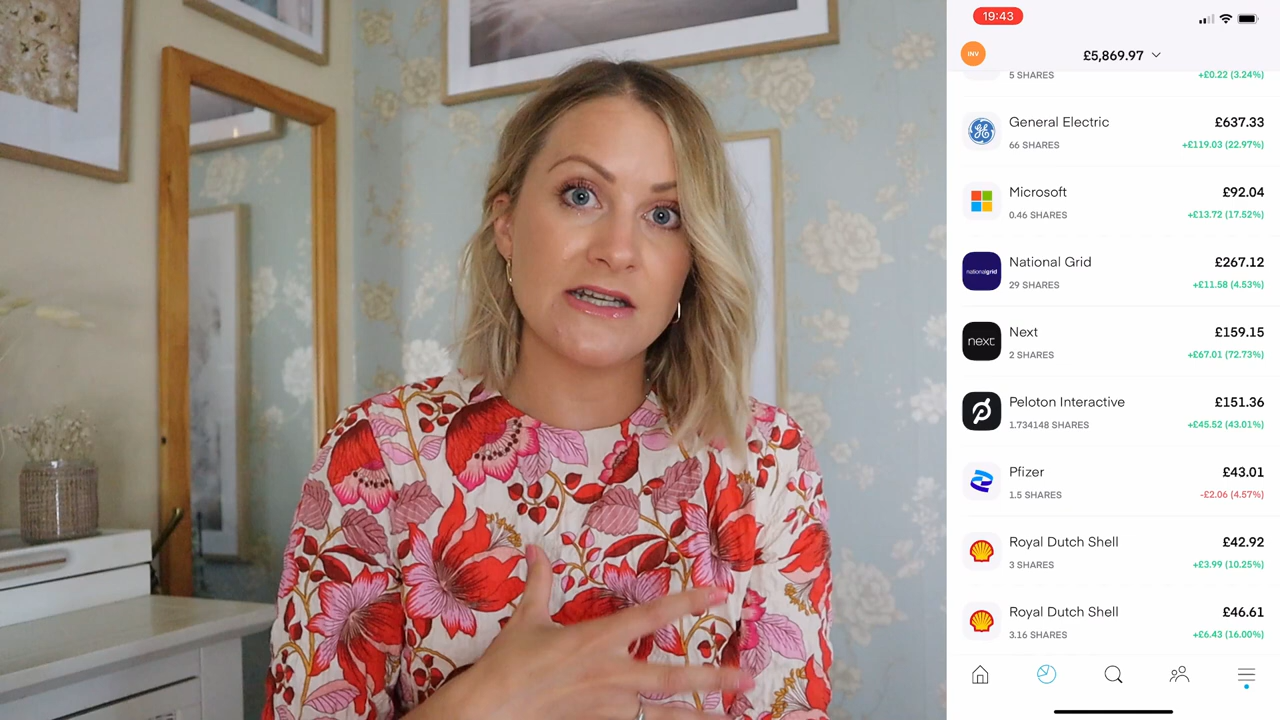 19:43
INV
£5,869.97
5 SHARES
+£0.22 (3.24%)
General Electric
£637.33
66 SHARES
+£119.03 (22.97%)
Microsoft
£92.04
0.46 SHARES
+£13.72 (17.52%)
nationalgrid
National Grid
£267.12
29 SHARES
+£11.58 (4.53%)
next
Next
£159.15
2 SHARES
+£67.01 (72.73%)
Peloton Interactive
£151.36
1.734148 SHARES
+£45.52 (43.01%)
Pfizer
£43.01
1.5 SHARES
-£2.06 (4.57%)
Royal Dutch Shell
£42.92
3 SHARES
+£3.99 (10.25%)
Royal Dutch Shell
£46.61
3.16 SHARES
+£6.43 (16.00%)